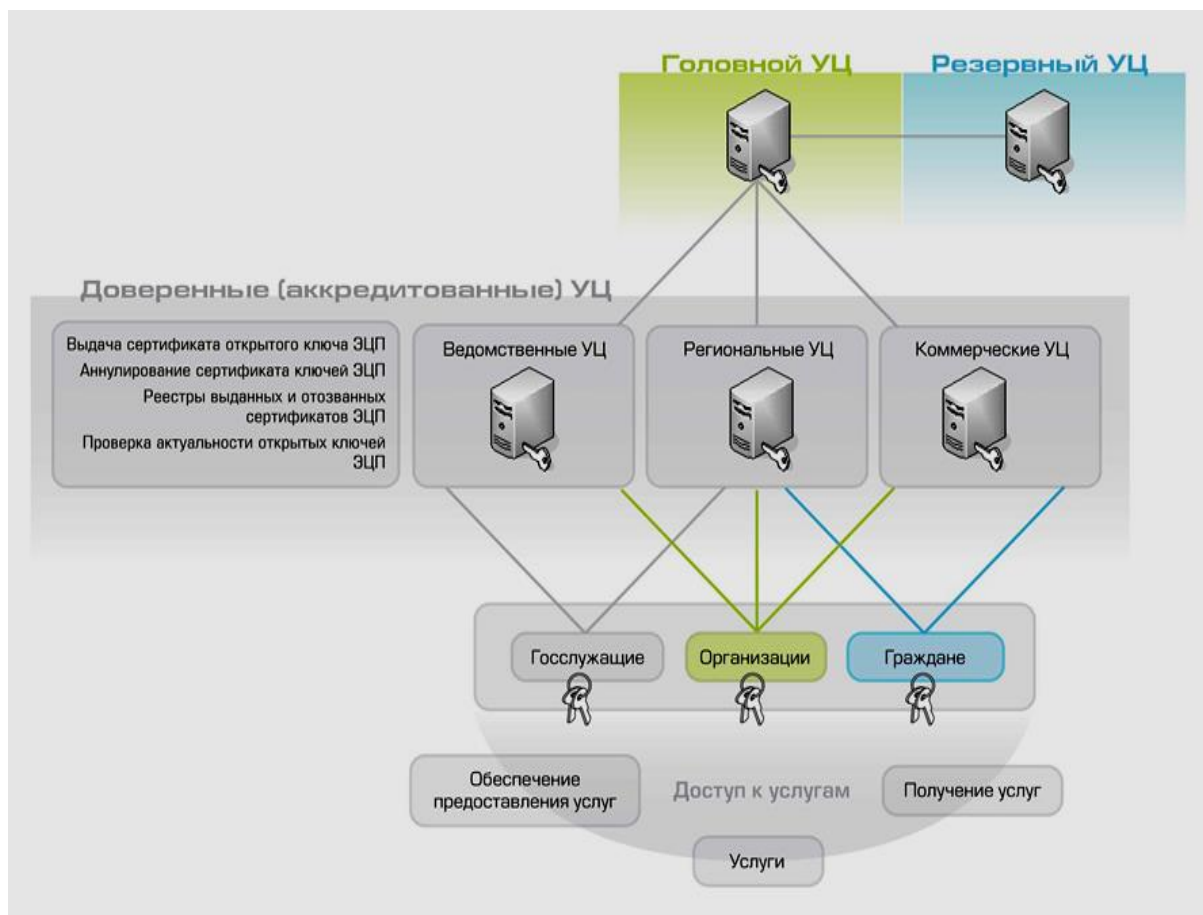 Головной УЦ
Резервный УЦ
Доверенные (аккредитованные) УЦ
Выдача сертификата открытого ключа ЭЦП
Аннулирование сертификата ключей ЭЦП
Реестры выданных и отозванных
сертификатов ЭЦП
Проверка актуальности открытых ключей
ЭЦП
Ведомственные УЦ
Региональные УЦ
Коммерческие УЦ
Госслужащие
Организации
Граждане
Обеспечение
предоставления услуг
Доступ к услугам
Получение услуг
Услуги